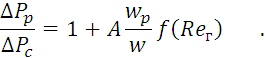 ΔP_p / ΔP_c = 1 + A w_p / w f(Re_г) .